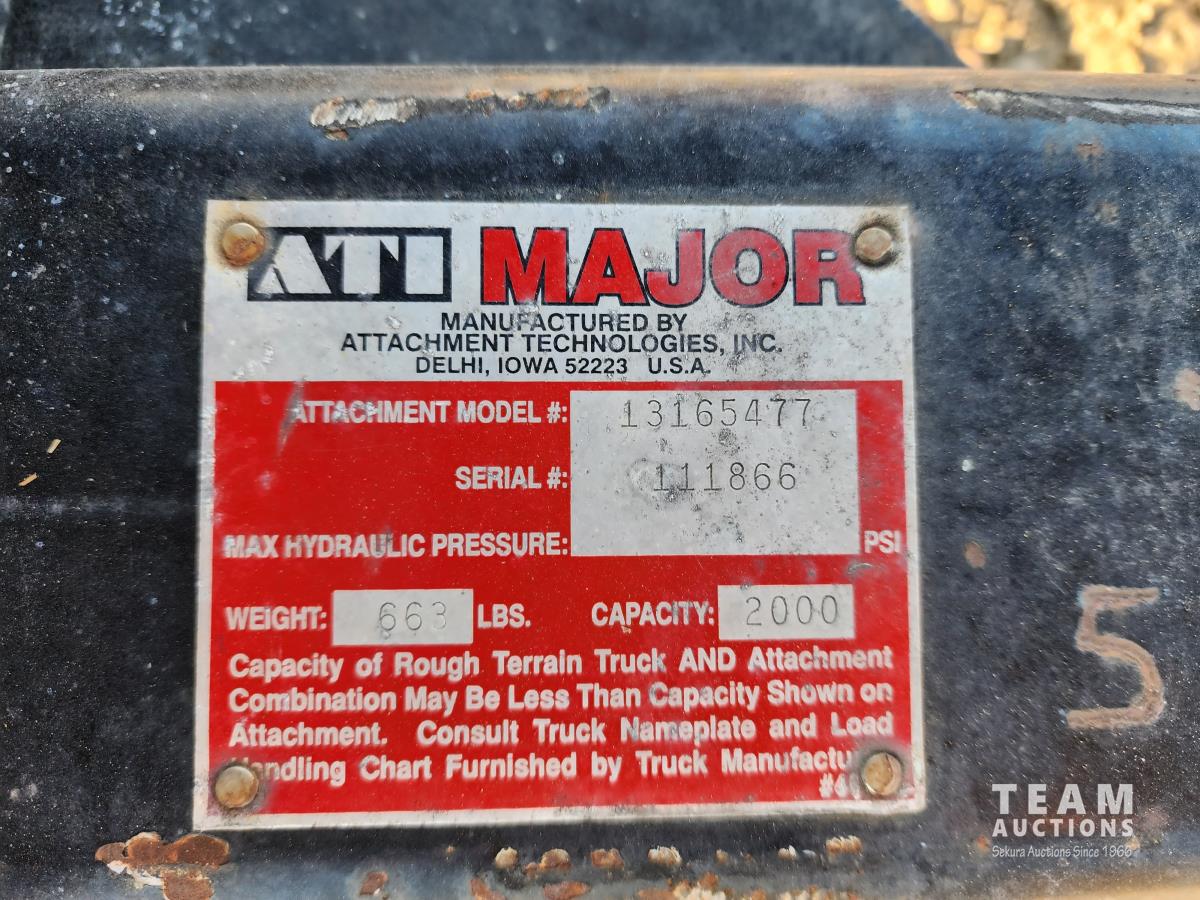 ATI MAJOR
MANUFACTURED BY
ATTACHMENT TECHNOLOGIES, INC.
DELHI, IOWA 52223 U.S.A.
ATTACHMENT MODEL #: 13165477
SERIAL #: 111866
MAX HYDRAULIC PRESSURE: PSI
WEIGHT: 663 LBS. CAPACITY: 2000
Capacity of Rough Terrain Truck AND Attachment
Combination May Be Less Than Capacity Shown on
Attachment. Consult Truck Nameplate and Load
Chart Furnished by Truck
5
TEAM
AUCTIONS
Sekura Auctions Since 1966